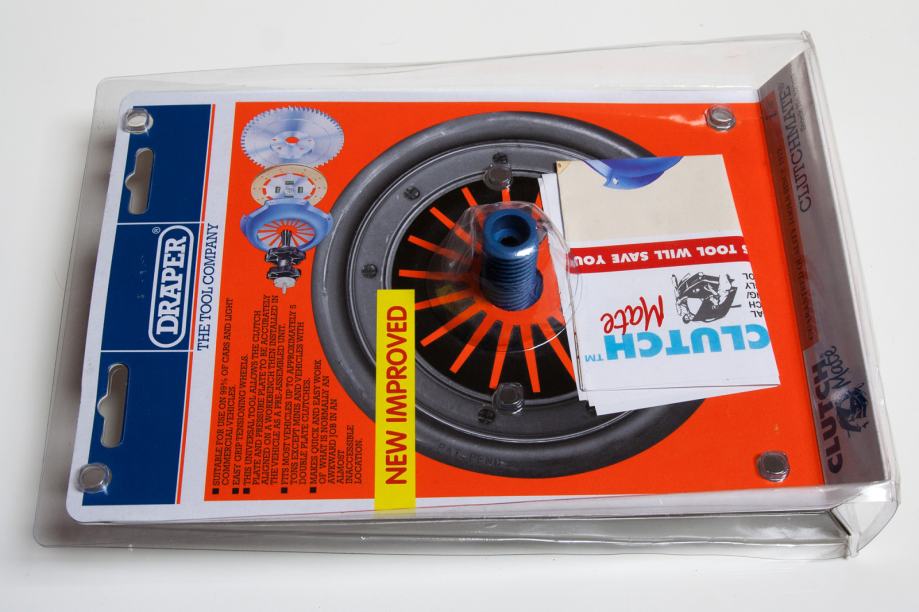 DRAPER®
THE TOOL COMPANY
■ SUITABLE FOR USE ON 99% OF CARS AND LIGHT
COMMERCIAL VEHICLES.
■ EASY GRIP TENSIONING WHEELS.
■ THIS UNIVERSAL TOOL ALLOWS THE CLUTCH
PLATE AND PRESSURE PLATE TO BE ACCURATELY
ALIGNED ON A WORKBENCH THEN INSTALLED IN
THE VEHICLE AS A PRE-ASSEMBLED UNIT.
■ FITS MOST VEHICLES UP TO APPROXIMATELY 5
TONS EXCEPT MINIS AND VEHICLES WITH
DOUBLE PLATE CLUTCHES.
■ MAKES QUICK AND EASY WORK
OF WHAT IS NORMALLY AN
AWKWARD JOB IN AN
ALMOST
INACCESSIBLE
LOCATION.
NEW IMPROVED
CLUTCH™
Mate
TOOL WILL SAVE YOU
CLUTCH
Mate
CLUTCHMATE